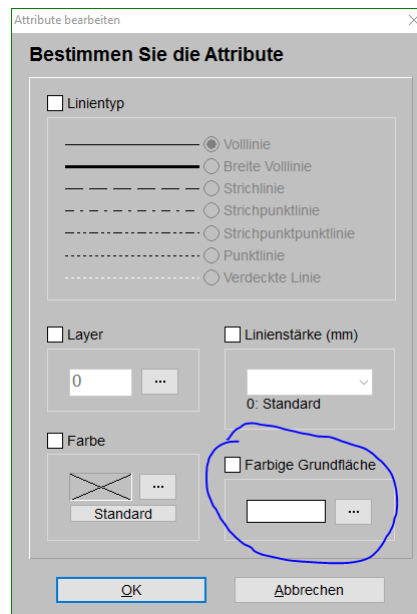 Attribute bearbeiten
Bestimmen Sie die Attribute
Linientyp
Volllinie
Breite Volllinie
Strichlinie
Strichpunktlinie
Strichpunktpunktlinie
Punktlinie
Verdeckte Linie
Layer
0
...
Linienstärke (mm)
0: Standard
Farbe
...
Standard
Farbige Grundfläche
...
OK
Abbrechen